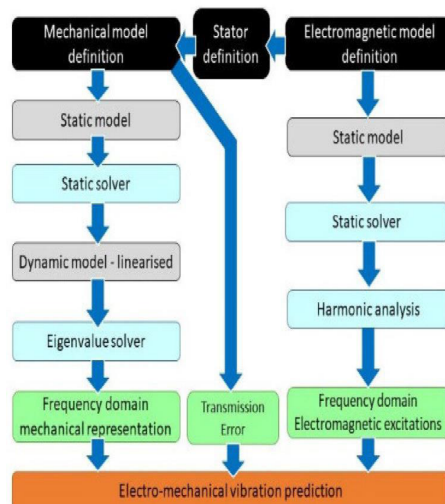 Mechanical model
definition
Stator
definition
Electromagnetic model
definition
Static model
Static solver
Dynamic model - linearised
Eigenvalue solver
Frequency domain
mechanical representation
Transmission
Error
Static model
Static solver
Harmonic analysis
Frequency domain
Electromagnetic excitations
Electro-mechanical vibration prediction